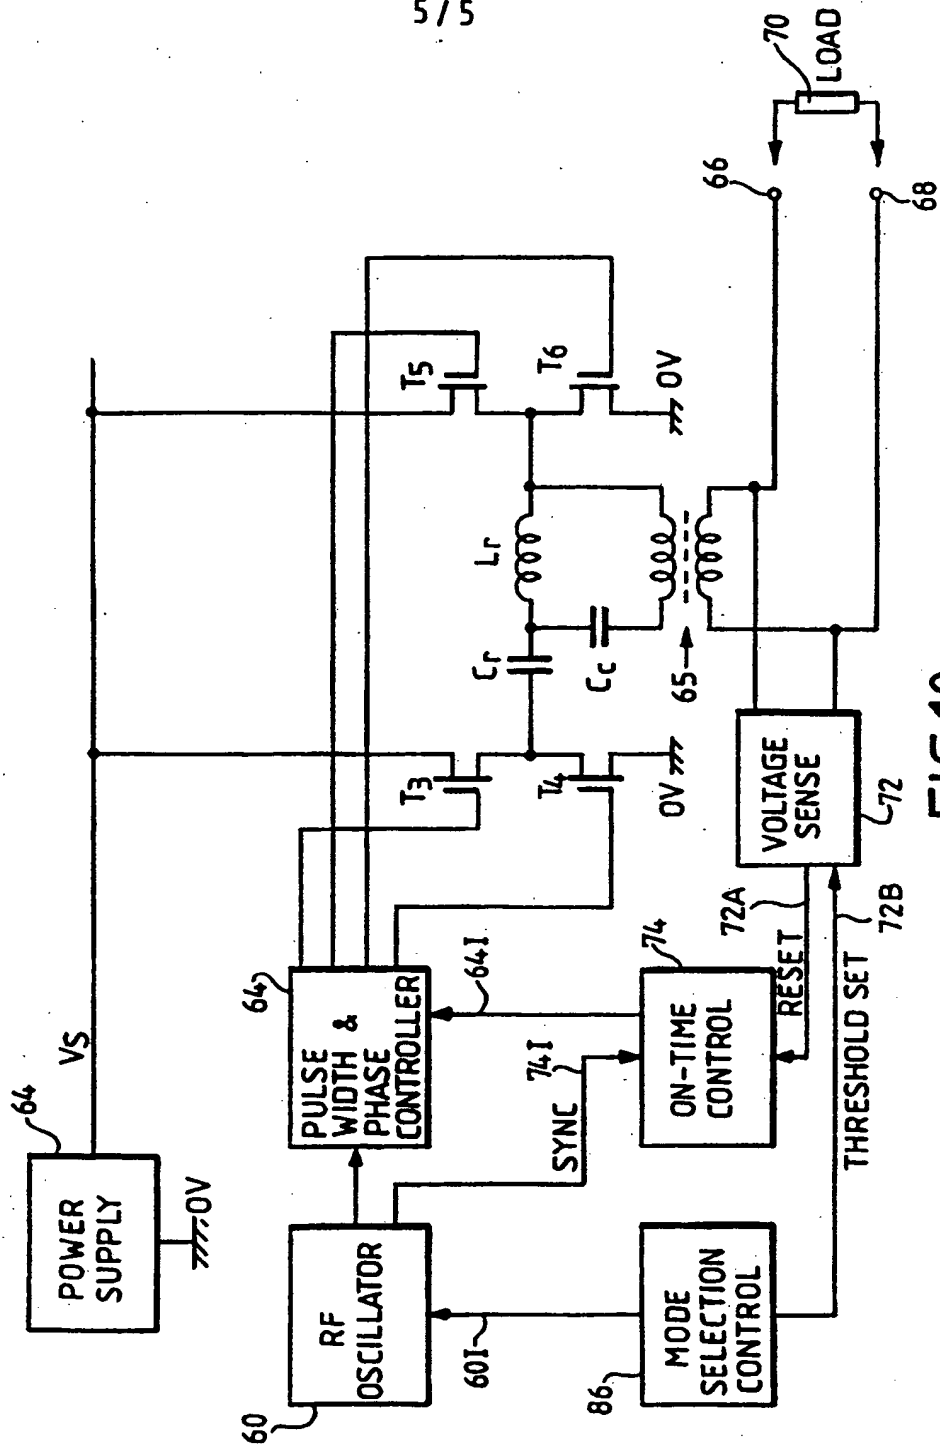 5/5
64
POWER
SUPPLY
0V
VS
60
RF
OSCILLATOR
64
PULSE
WIDTH &
PHASE
CONTROLLER
T3
T4
T5
T6
0V
0V
Cr
Lr
Cc
65
60I
SYNC
74I
64I
86
MODE
SELECTION
CONTROL
74
ON-TIME
CONTROL
RESET
72A
THRESHOLD SET
72B
VOLTAGE
SENSE
72
66
68
70
LOAD